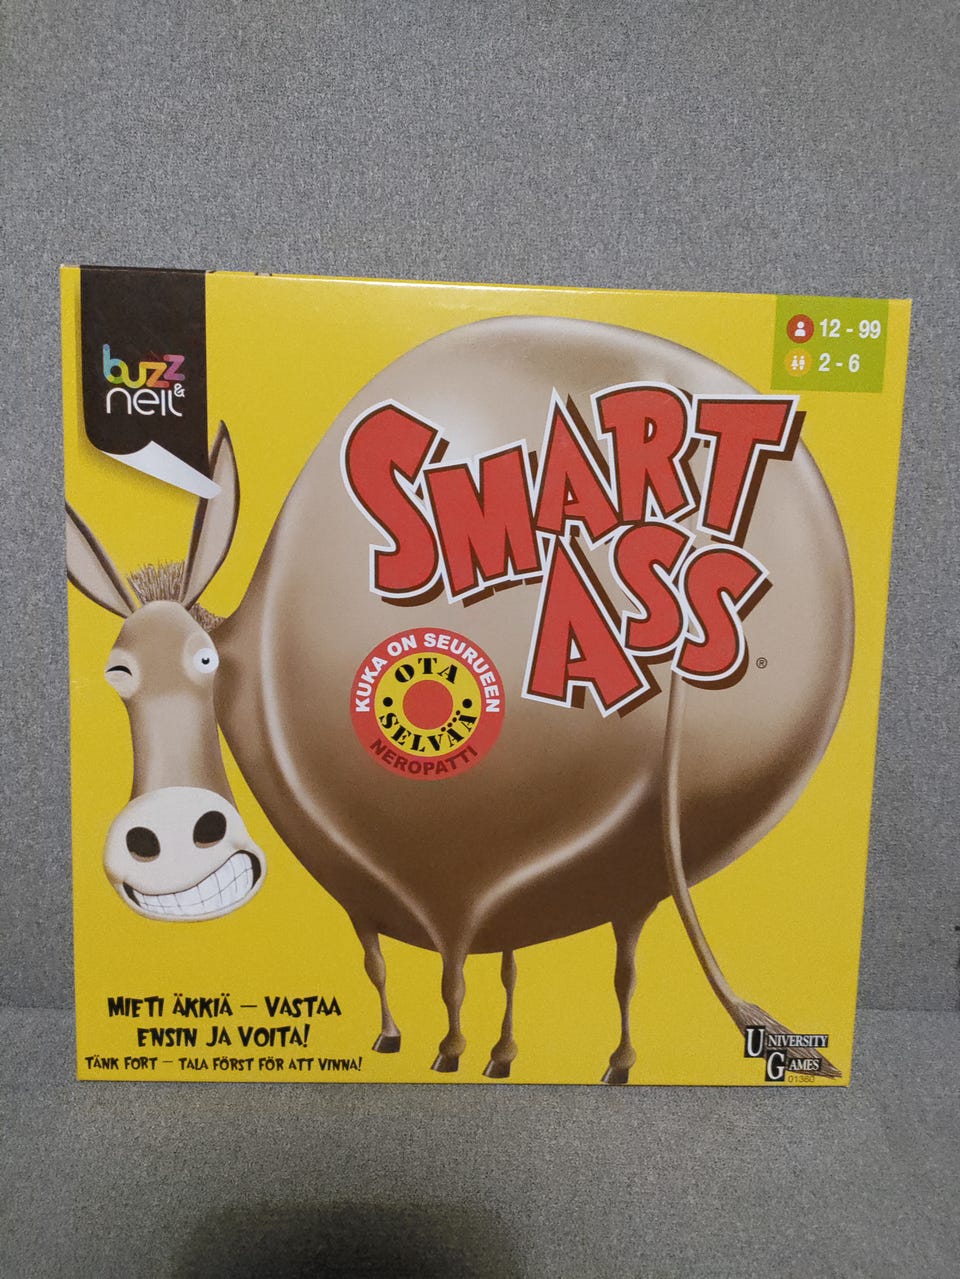 buzz
& neil
12 - 99
2 - 6
SMART
ASS
®
KUKA ON SEURUEEN
OTA
SELVÄÄ
NEROPATTI
MIETI ÄKKIÄ – VASTAA
ENSIN JA VOITA!
TÄNK FORT – TALA FÖRST FÖR ATT VINNA!
UNIVERSITY
GAMES
01360